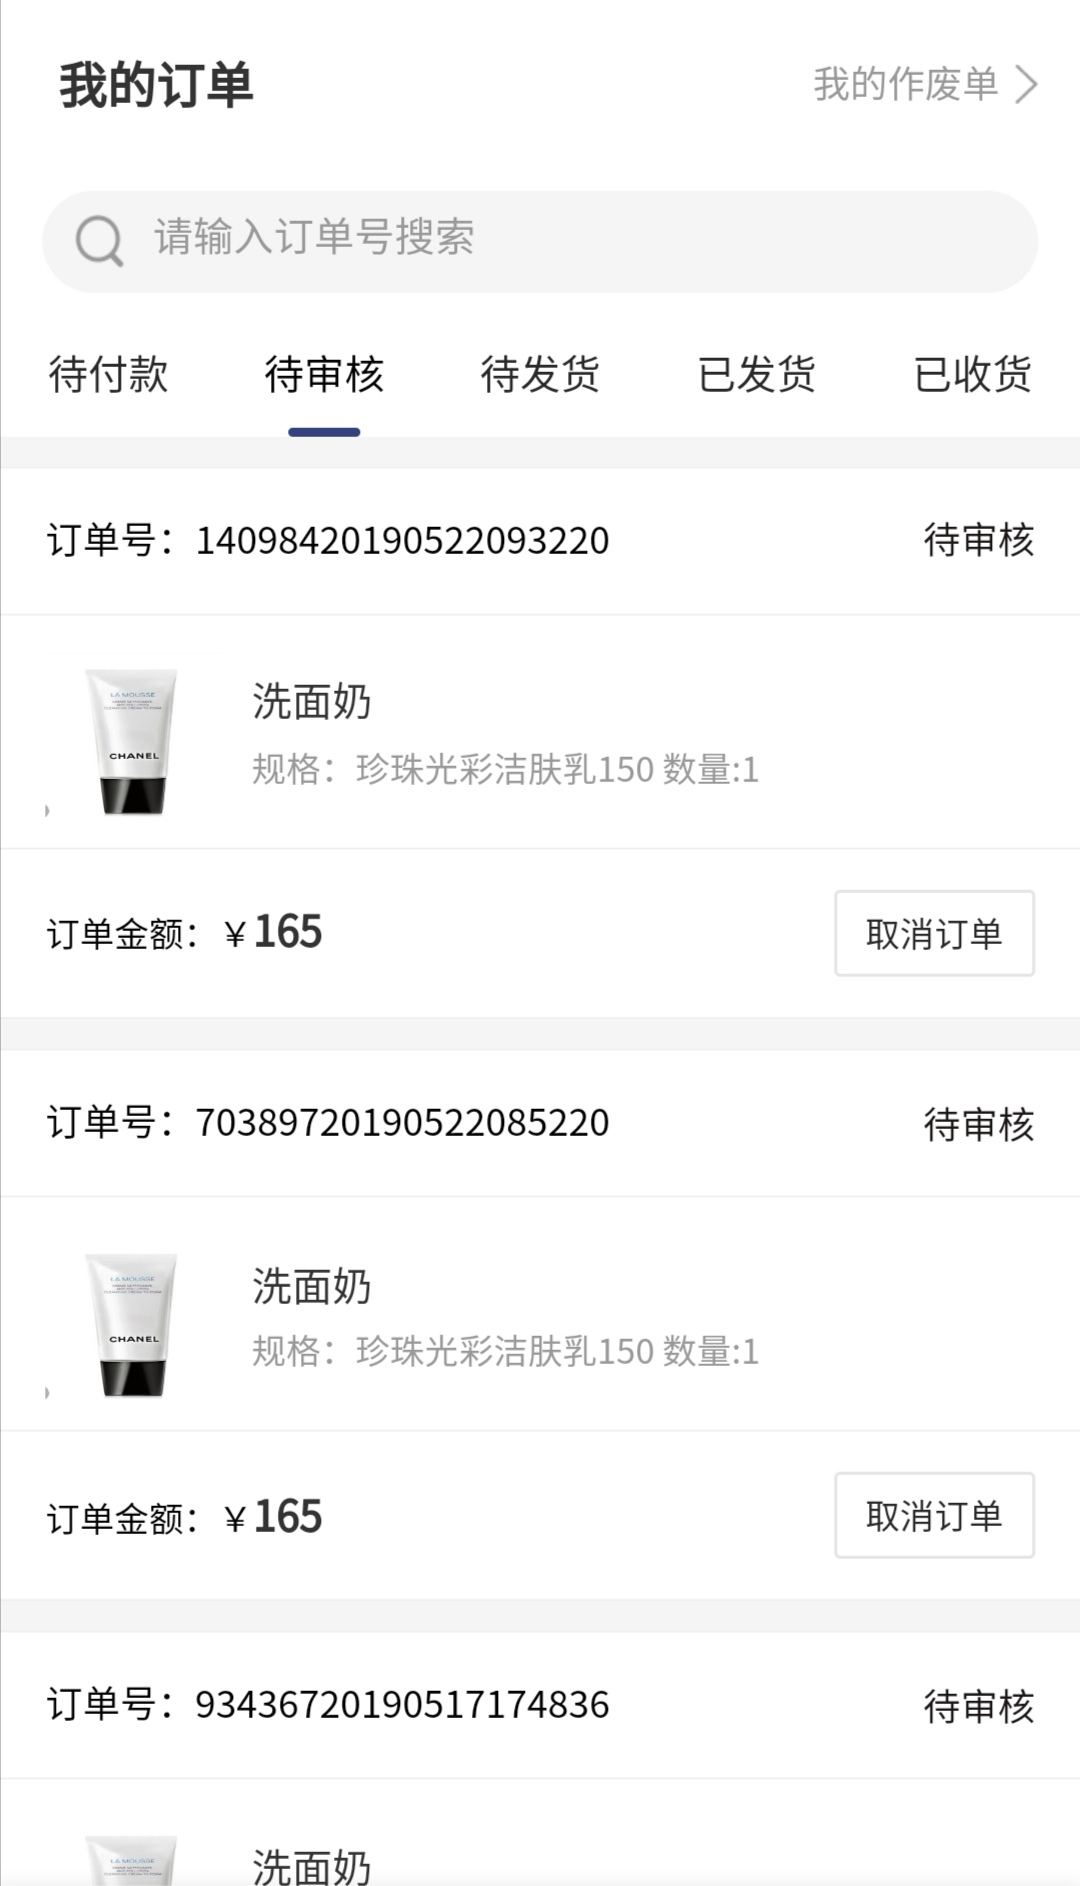 我的订单 我的作废单
请输入订单号搜索
待付款 待审核 待发货 已发货 已收货
订单号：14098420190522093220 待审核
LA MOUSSE
CHANEL
洗面奶
规格：珍珠光彩洁肤乳150 数量:1
订单金额：￥165 取消订单
订单号：70389720190522085220 待审核
LA MOUSSE
CHANEL
洗面奶
规格：珍珠光彩洁肤乳150 数量:1
订单金额：￥165 取消订单
订单号：93436720190517174836 待审核
LA MOUSSE
洗面奶